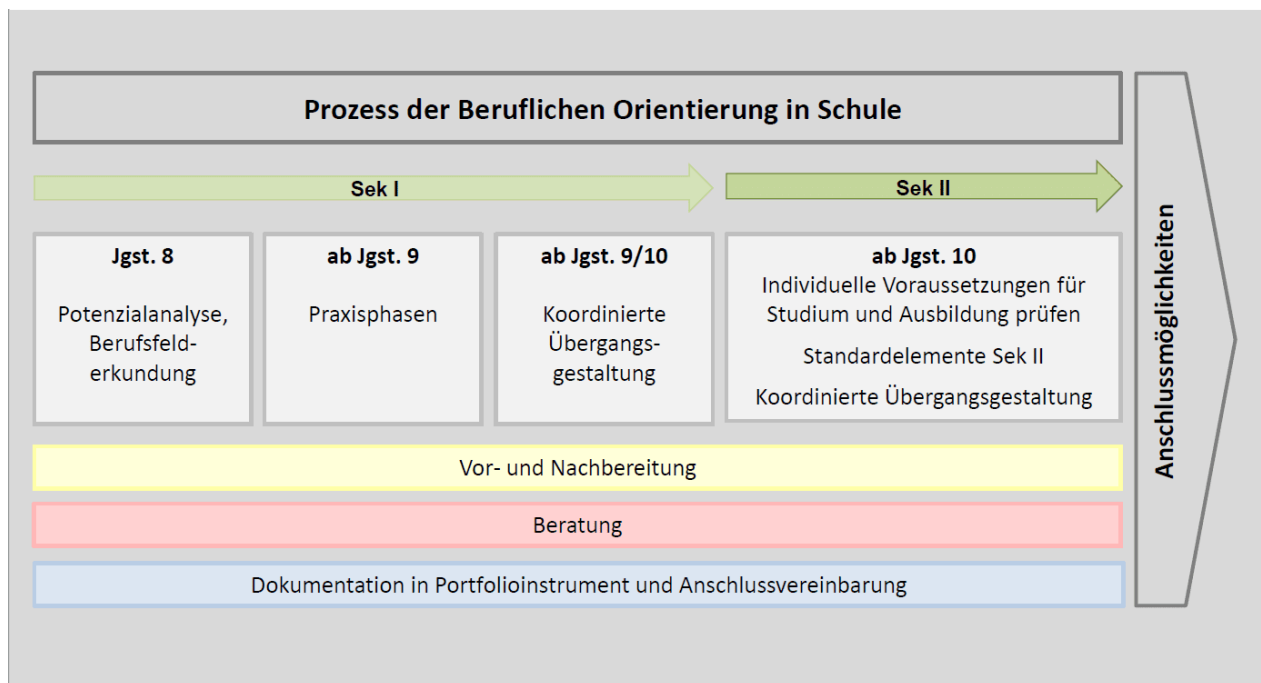 Prozess der Beruflichen Orientierung in Schule
Sek I
Sek II
Jgst. 8
Potenzialanalyse,
Berufsfeld-
erkundung
ab Jgst. 9
Praxisphasen
ab Jgst. 9/10
Koordinierte
Übergangs-
gestaltung
ab Jgst. 10
Individuelle Voraussetzungen für
Studium und Ausbildung prüfen
Standardelemente Sek II
Koordinierte Übergangsgestaltung
Vor- und Nachbereitung
Beratung
Dokumentation in Portfolioinstrument und Anschlussvereinbarung
Anschlussmöglichkeiten